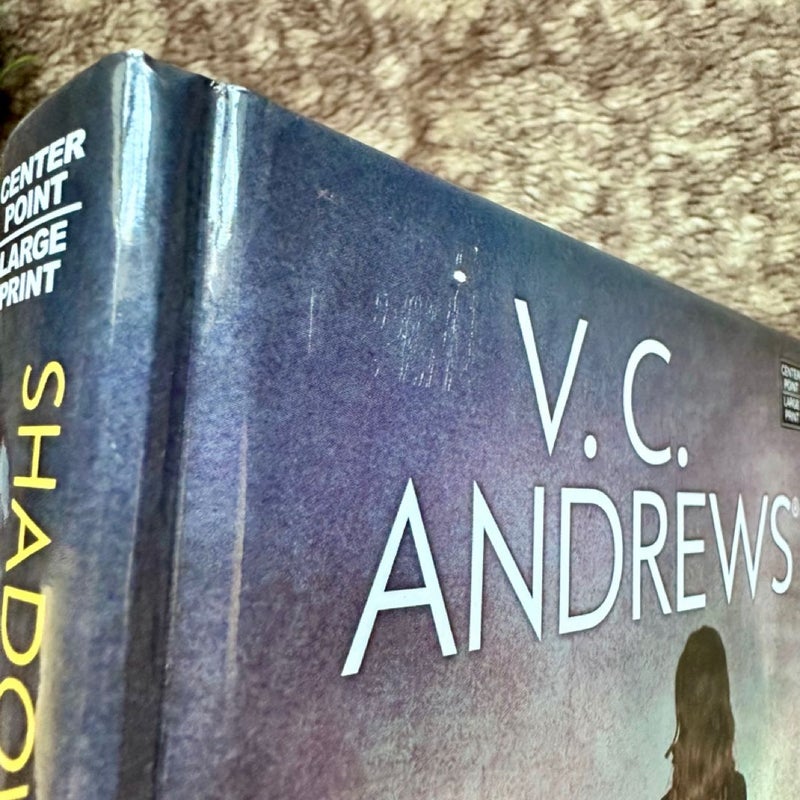 CENTER
POINT
LARGE
PRINT
SHADO
V. C.
ANDREWS®
CENTER
POINT
LARGE
PRINT